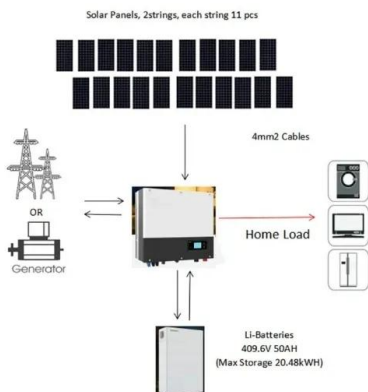 Solar Panels, 2strings, each string 11 pcs
4mm2 Cables
OR
Generator
Home Load
Li-Batteries
409.6V 50AH
(Max Storage 20.48kWH)